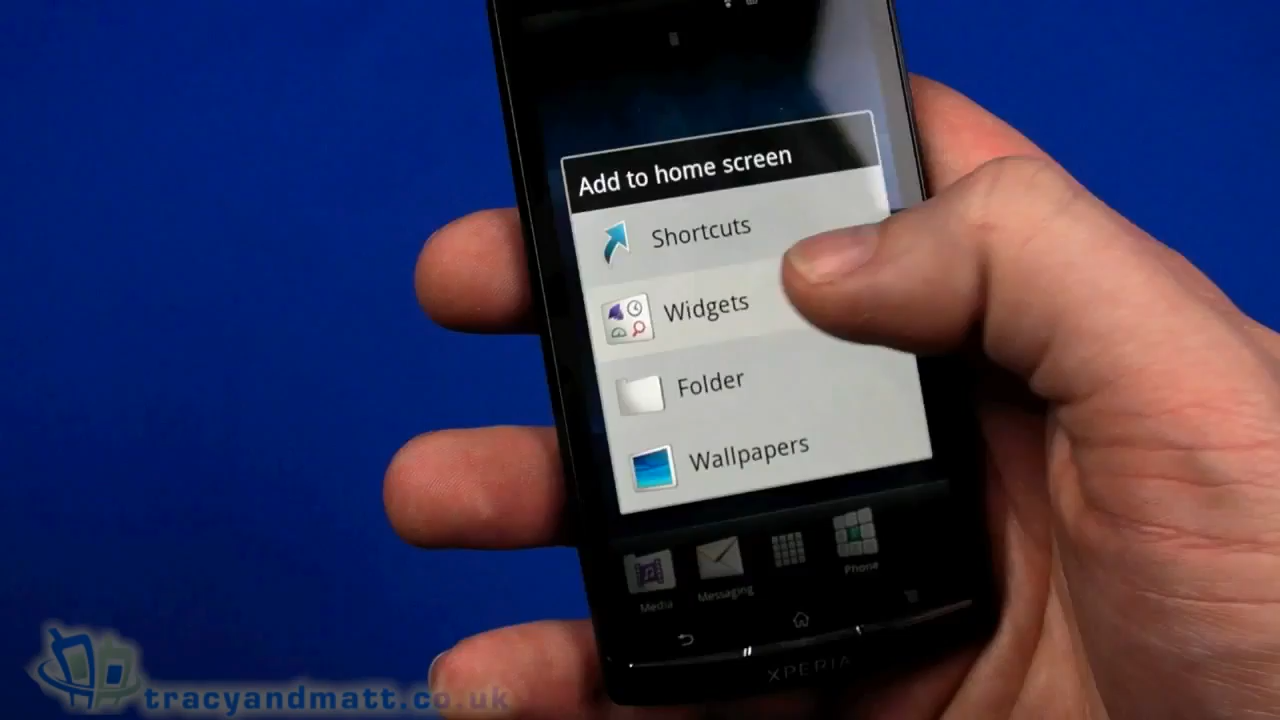 Add to home screen
Shortcuts
Widgets
Folder
Wallpapers
Media
Messaging
Phone
XPERIA
tracyandmatt.co.uk